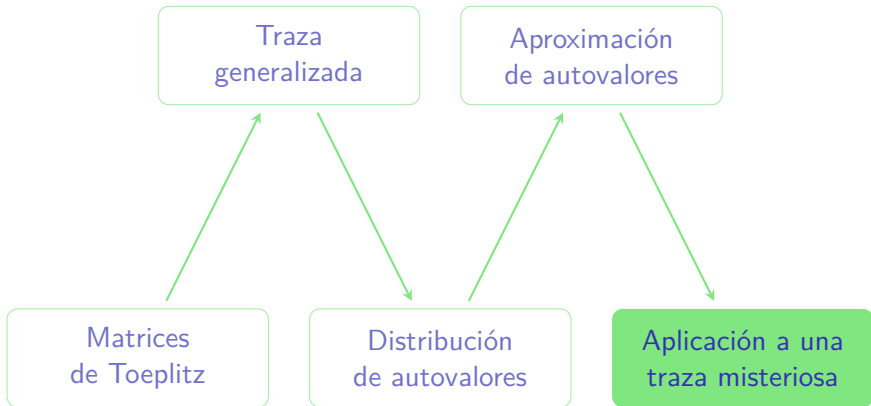 Traza
generalizada
Aproximación
de autovalores
Matrices
de Toeplitz
Distribución
de autovalores
Aplicación a una
traza misteriosa